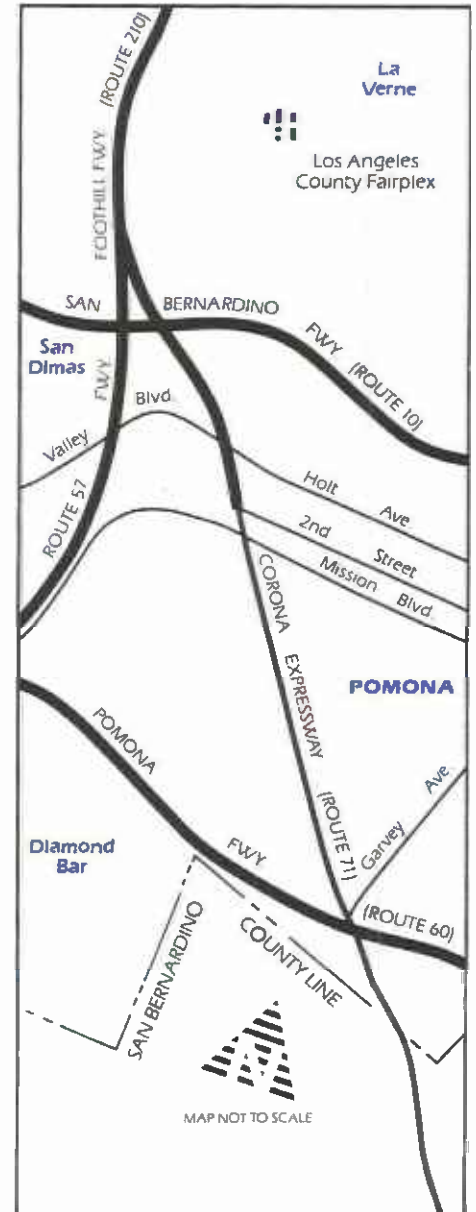 (ROUTE 210)
FOOTHILL FWY.
La
Verne
Los Angeles
County Fairplex
SAN BERNARDINO FWY (ROUTE 10)
San
Dimas
ROUTE 57 FWY.
Valley Blvd.
Holt Ave
2nd Street
Mission Blvd.
CORONA EXPRESSWAY (ROUTE 71)
POMONA
Garvey Ave
POMONA FWY (ROUTE 60)
Diamond
Bar
SAN BERNARDINO
COUNTY LINE
N
MAP NOT TO SCALE